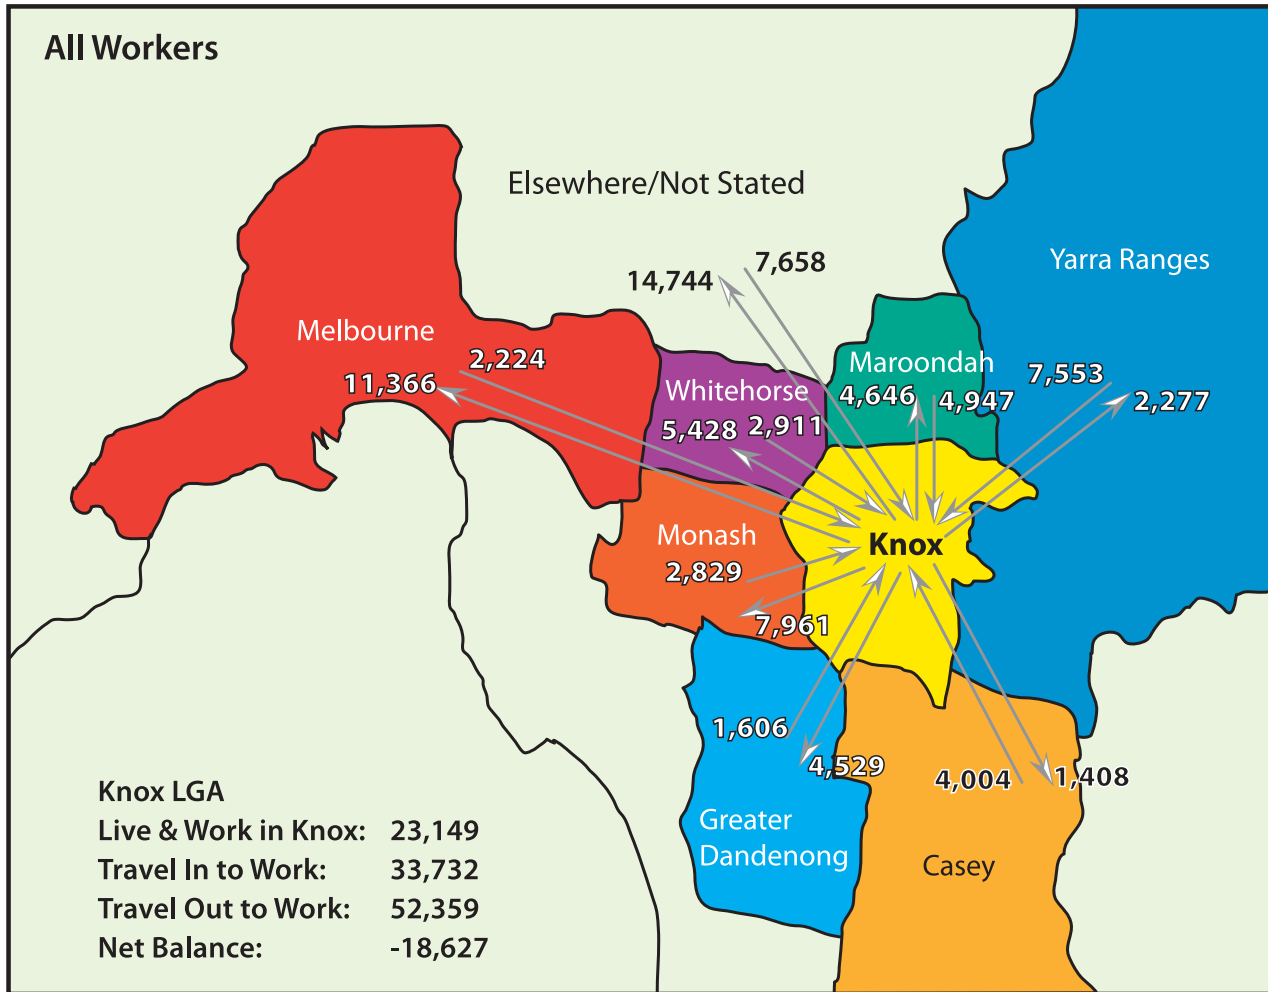 All Workers
Elsewhere/Not Stated
7,658
14,744
Yarra Ranges
Melbourne
2,224
11,366
Maroondah
4,646
4,947
7,553
2,277
Whitehorse
5,428
2,911
Monash
2,829
7,961
Knox
1,606
4,529
4,004
1,408
Greater
Dandenong
Casey
Knox LGA
Live & Work in Knox: 23,149
Travel In to Work: 33,732
Travel Out to Work: 52,359
Net Balance: -18,627